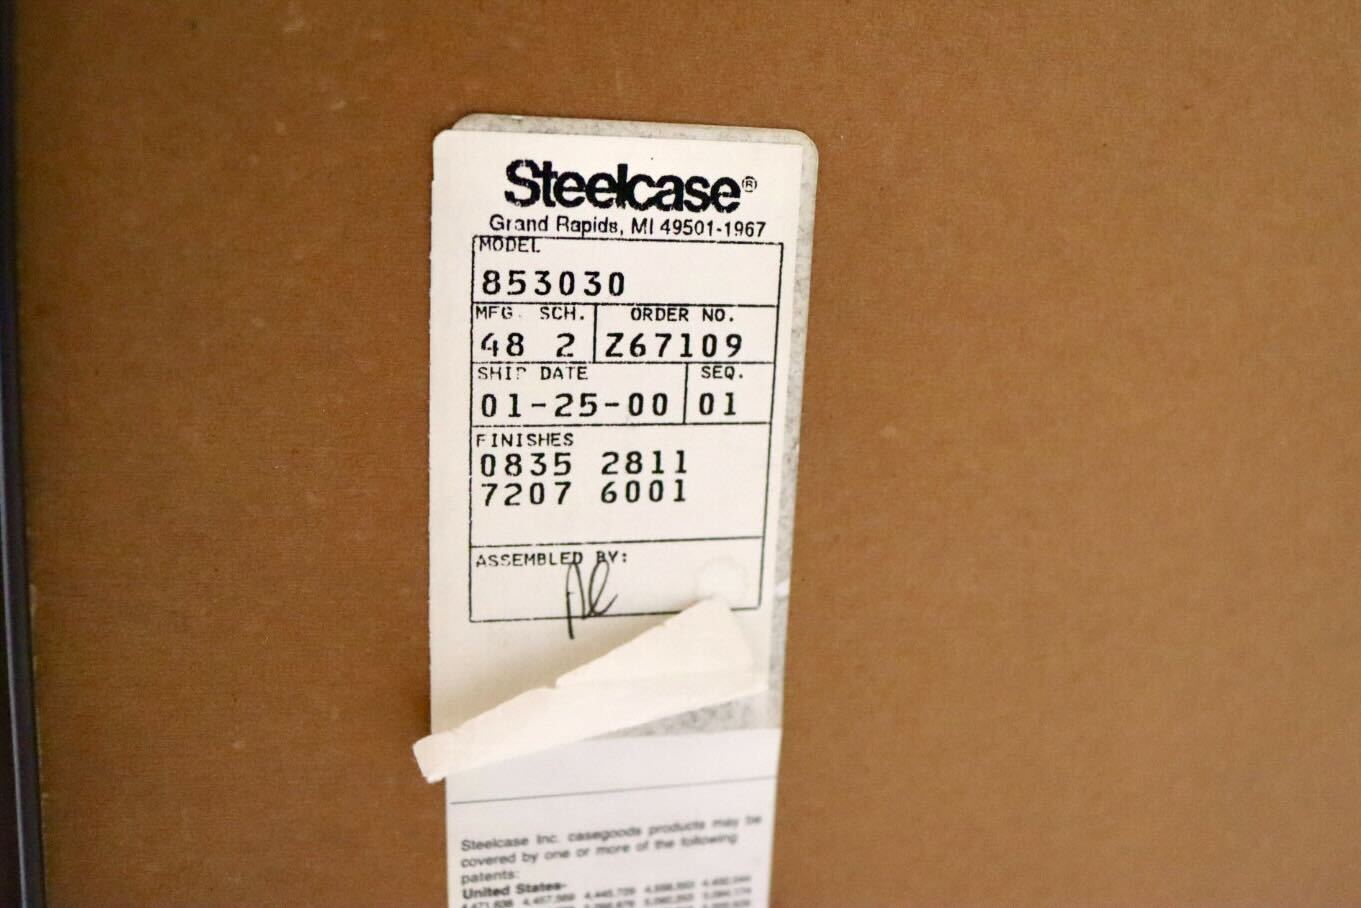 Steelcase®
Grand Rapids, MI 49501-1967
MODEL
853030
MFG. SCH. ORDER NO.
48 2 Z67109
SHIP DATE SEQ.
01-25-00 01
FINISHES
0835 2811
7207 6001
ASSEMBLED BY:
Steelcase Inc. casegoods products may be
covered by one or more of the following
patents:
United States-